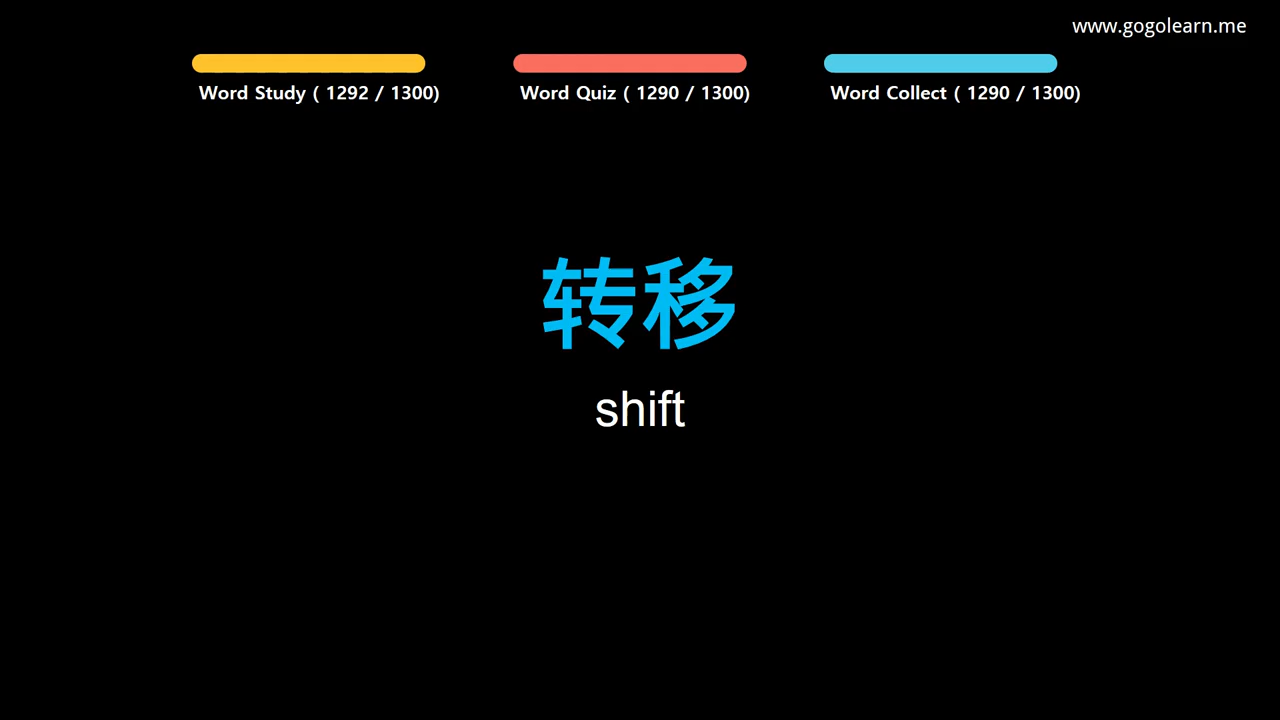 www.gogolearn.me
Word Study ( 1292 / 1300)
Word Quiz ( 1290 / 1300)
Word Collect ( 1290 / 1300)
转移
shift